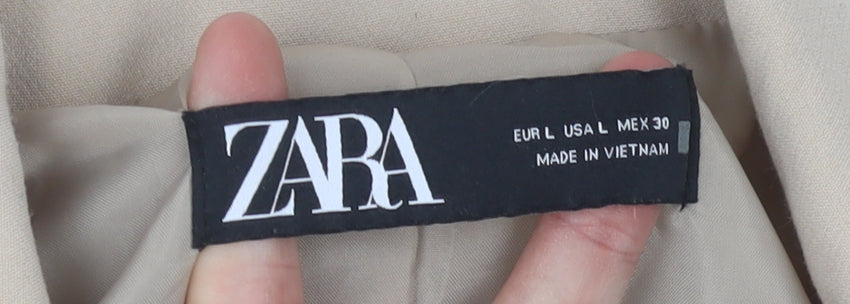 ZARA
EUR L USA L MEX 30
MADE IN VIETNAM